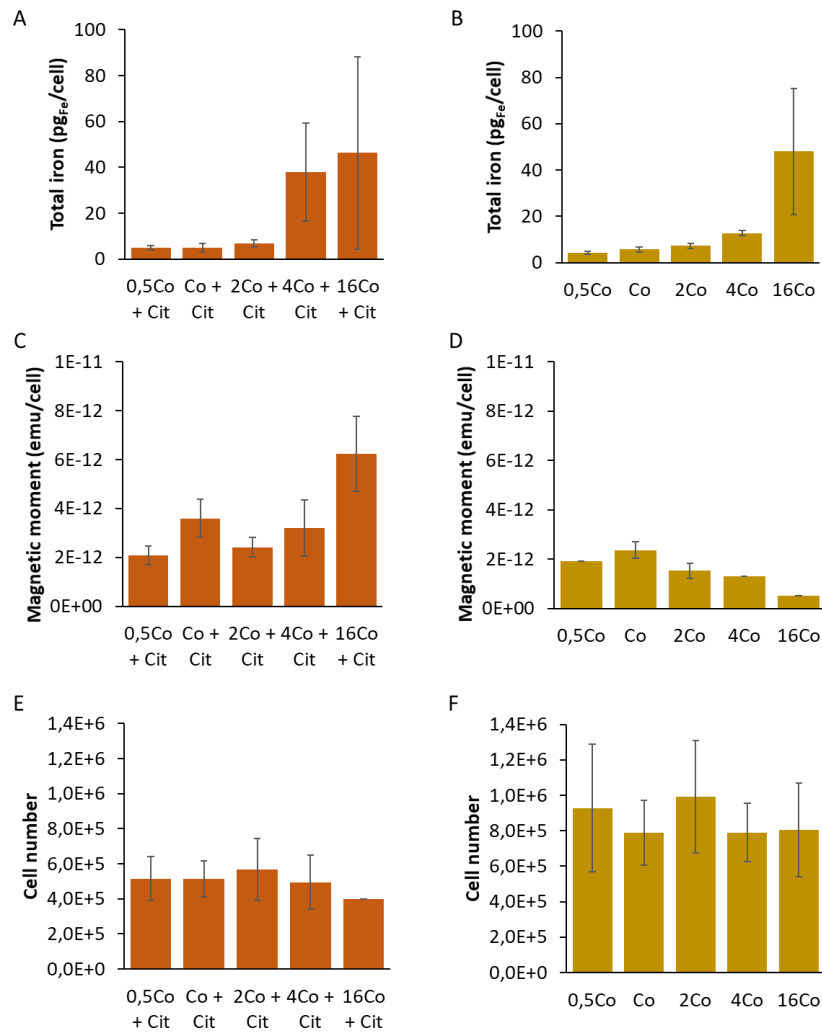 A
Total iron (pgFe/cell)
100
80
60
40
20
0
0,5Co + Cit
Co + Cit
2Co + Cit
4Co + Cit
16Co + Cit
B
Total iron (pgFe/cell)
100
80
60
40
20
0
0,5Co
Co
2Co
4Co
16Co
C
Magnetic moment (emu/cell)
1E-11
8E-12
6E-12
4E-12
2E-12
0E+00
0,5Co + Cit
Co + Cit
2Co + Cit
4Co + Cit
16Co + Cit
D
Magnetic moment (emu/cell)
1E-11
8E-12
6E-12
4E-12
2E-12
0E+00
0,5Co
Co
2Co
4Co
16Co
E
Cell number
1,4E+6
1,2E+6
1,0E+6
8,0E+5
6,0E+5
4,0E+5
2,0E+5
0,0E+0
0,5Co + Cit
Co + Cit
2Co + Cit
4Co + Cit
16Co + Cit
F
Cell number
1,4E+6
1,2E+6
1,0E+6
8,0E+5
6,0E+5
4,0E+5
2,0E+5
0,0E+0
0,5Co
Co
2Co
4Co
16Co